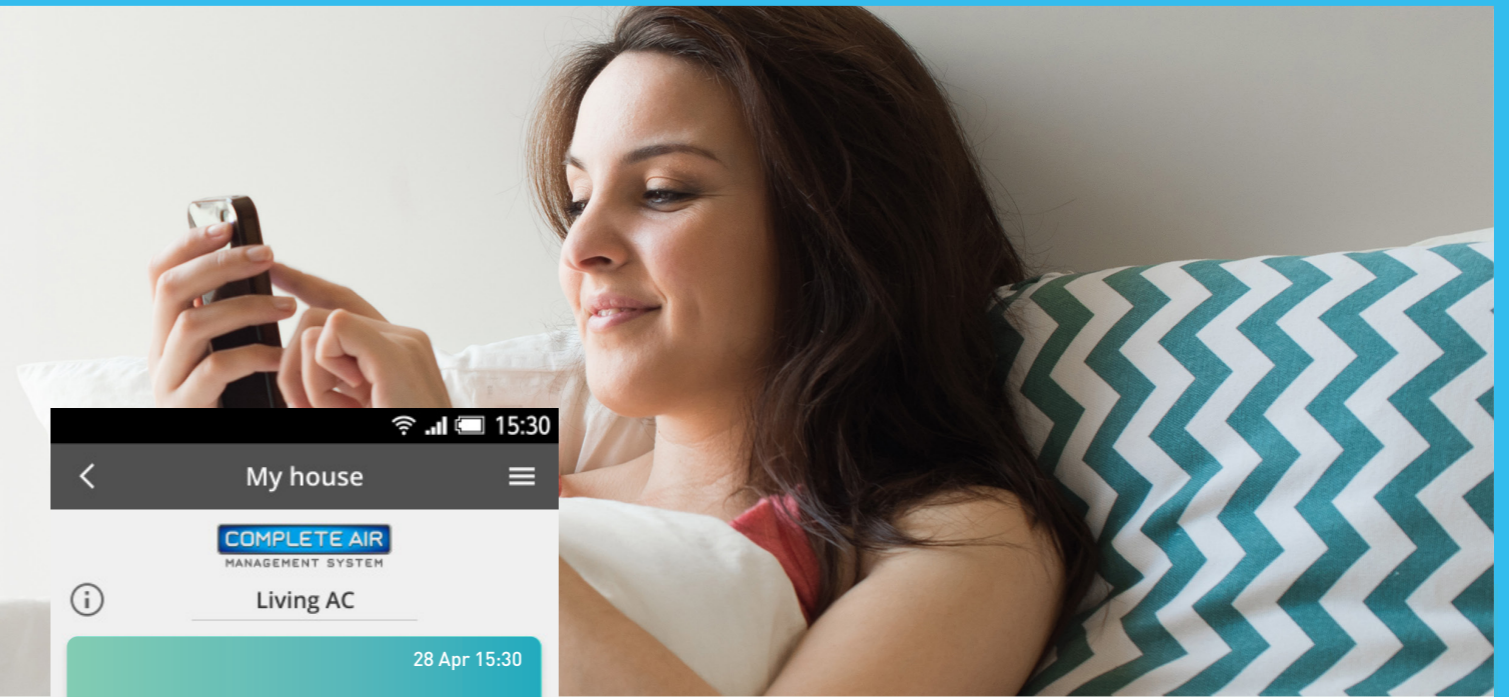 15:30
My house
COMPLETE AIR
MANAGEMENT SYSTEM
Living AC
28 Apr 15:30